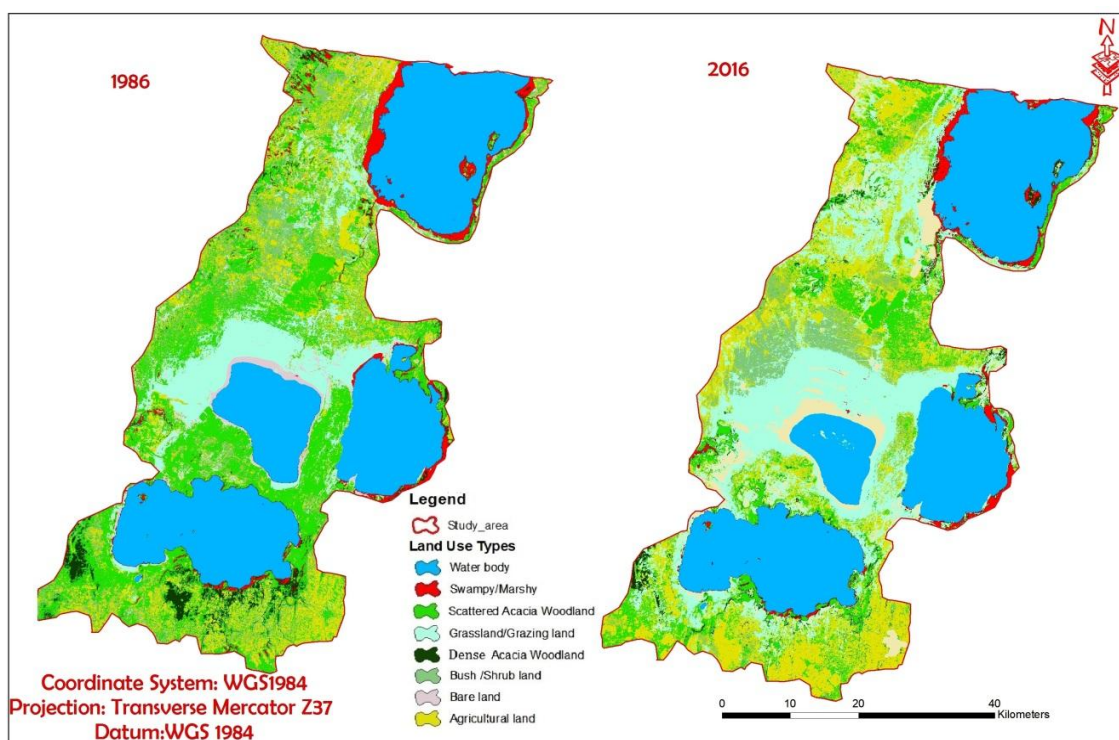 1986
2016
N
Legend
Study_area
Land Use Types
Water body
Swampy/Marshy
Scattered Acacia Woodland
Grassland/Grazing land
Dense Acacia Woodland
Bush /Shrub land
Bare land
Agricultural land
Coordinate System: WGS1984
Projection: Transverse Mercator Z37
Datum:WGS 1984
0 10 20 40
Kilometers